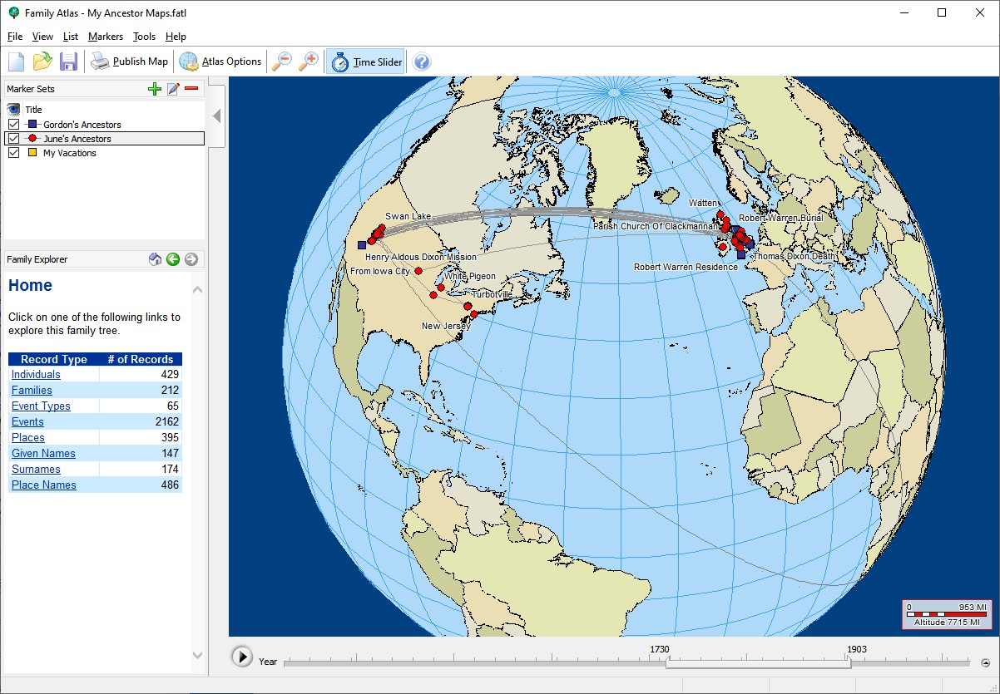 Family Atlas - My Ancestor Maps.fatl
File View List Markers Tools Help
Publish Map Atlas Options Time Slider
Marker Sets
Title
Gordon's Ancestors
June's Ancestors
My Vacations
Family Explorer
Home
Click on one of the following links to
explore this family tree.
Record Type # of Records
Individuals 429
Families 212
Event Types 65
Events 2162
Places 395
Given Names 147
Surnames 174
Place Names 486
Watten
Swan Lake
Robert Warren Burial
Parish Church Of Clackmannan
Henry Aldous Dixon Mission
Thomas Dixon Death
Robert Warren Residence
From Iowa City
White Pigeon
Turbotville
New Jersey
0 953 MI
Altitude 7715 MI
1730 1903
Year